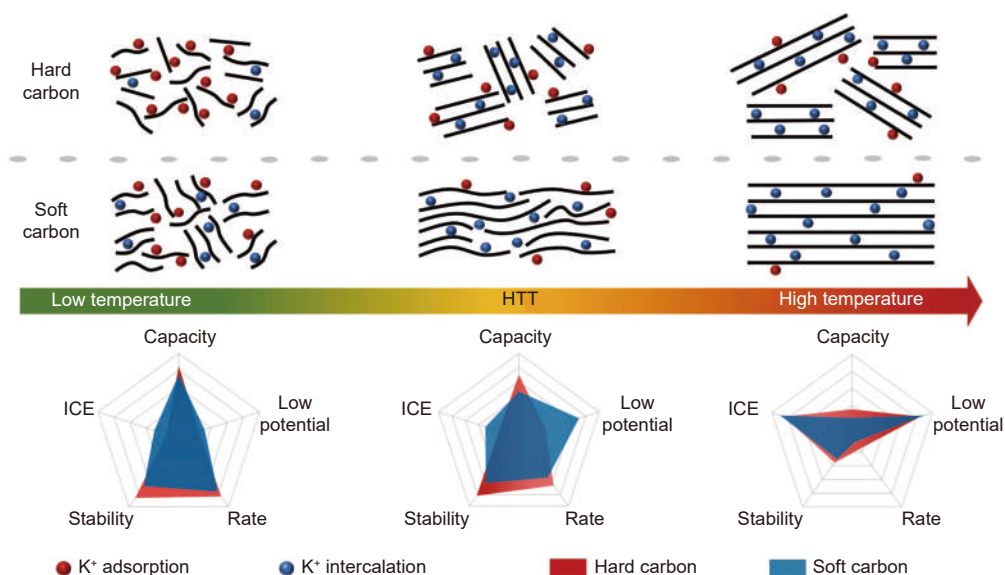 Hard
carbon
Soft
carbon
Low temperature
HTT
High temperature
Capacity
ICE
Low
potential
Stability
Rate
Capacity
ICE
Low
potential
Stability
Rate
Capacity
ICE
Low
potential
Stability
Rate
K⁺ adsorption
K⁺ intercalation
Hard carbon
Soft carbon